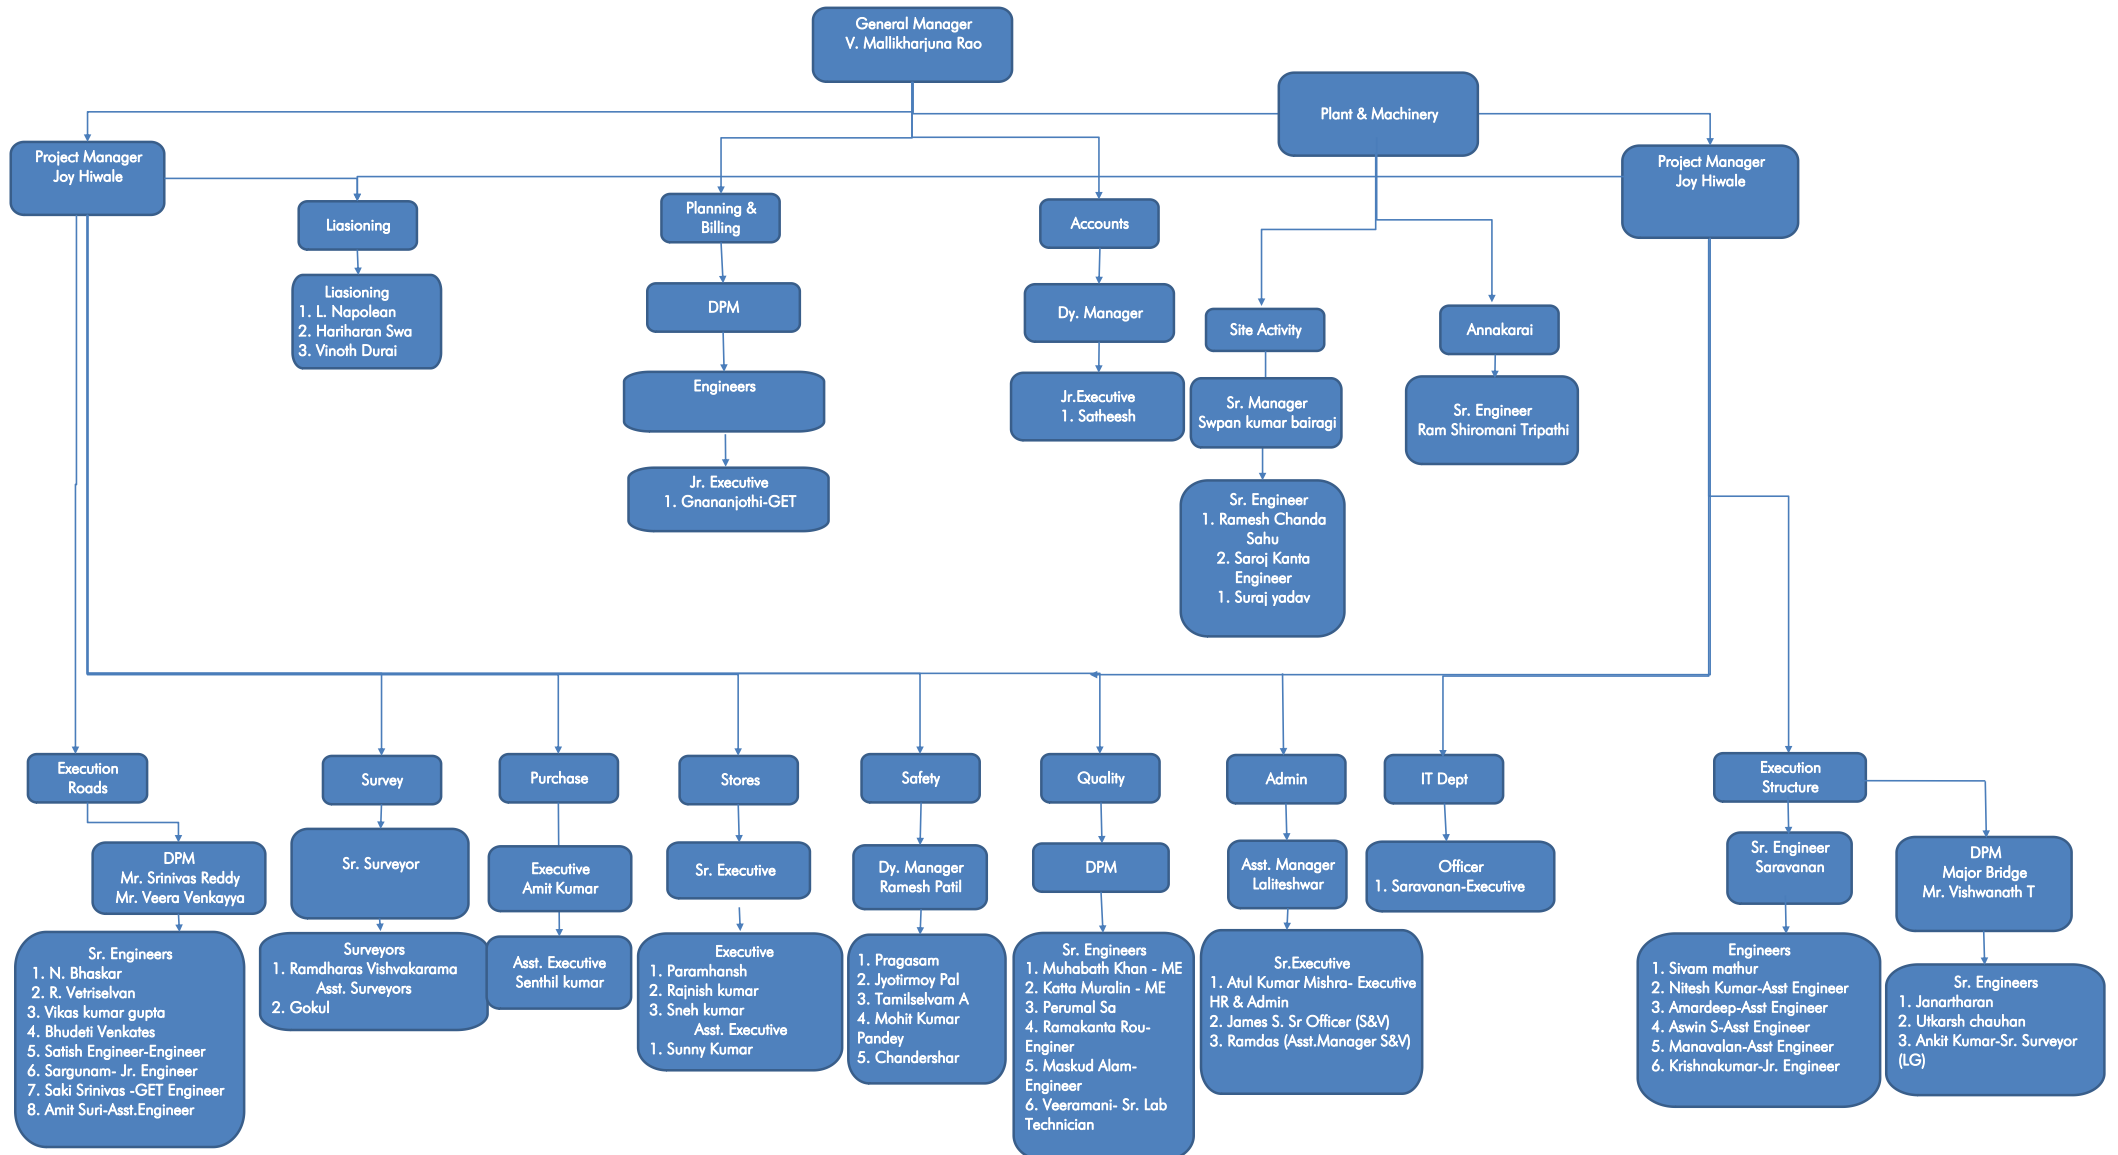 General Manager
V. Mallikharjuna Rao
Plant & Machinery
Project Manager
Joy Hiwale
Project Manager
Joy Hiwale
Liasioning
Planning &
Billing
Accounts
Liasioning
1. L. Napolean
2. Hariharan Swa
3. Vinoth Durai
DPM
Dy. Manager
Site Activity
Annakarai
Engineers
Jr.Executive
1. Satheesh
Sr. Manager
Swpan kumar bairagi
Sr. Engineer
Ram Shiromani Tripathi
Jr. Executive
1. Gnananjothi-GET
Sr. Engineer
1. Ramesh Chanda
Sahu
2. Saroj Kanta
Engineer
1. Suraj yadav
Execution
Roads
Survey
Purchase
Stores
Safety
Quality
Admin
IT Dept
Execution
Structure
DPM
Mr. Srinivas Reddy
Mr. Veera Venkayya
Sr. Surveyor
Executive
Amit Kumar
Sr. Executive
Dy. Manager
Ramesh Patil
DPM
Asst. Manager
Laliteshwar
Officer
1. Saravanan-Executive
Sr. Engineer
Saravanan
DPM
Major Bridge
Mr. Vishwanath T
Sr. Engineers
1. N. Bhaskar
2. R. Vetriselvan
3. Vikas kumar gupta
4. Bhudeti Venkates
5. Satish Engineer-Engineer
6. Sargunam- Jr. Engineer
7. Saki Srinivas -GET Engineer
8. Amit Suri-Asst.Engineer
Surveyors
1. Ramdharas Vishvakarama
Asst. Surveyors
2. Gokul
Asst. Executive
Senthil kumar
Executive
1. Paramhansh
2. Rajnish kumar
3. Sneh kumar
Asst. Executive
1. Sunny Kumar
1. Pragasam
2. Jyotirmoy Pal
3. Tamilselvam A
4. Mohit Kumar
Pandey
5. Chandershar
Sr. Engineers
1. Muhabath Khan - ME
2. Katta Muralin - ME
3. Perumal Sa
4. Ramakanta Rou-
Enginer
5. Maskud Alam-
Engineer
6. Veeramani- Sr. Lab
Technician
Sr.Executive
1. Atul Kumar Mishra- Executive
HR & Admin
2. James S. Sr Officer (S&V)
3. Ramdas (Asst.Manager S&V)
Engineers
1. Sivam mathur
2. Nitesh Kumar-Asst Engineer
3. Amardeep-Asst Engineer
4. Aswin S-Asst Engineer
5. Manavalan-Asst Engineer
6. Krishnakumar-Jr. Engineer
Sr. Engineers
1. Janartharan
2. Utkarsh chauhan
3. Ankit Kumar-Sr. Surveyor
(LG)